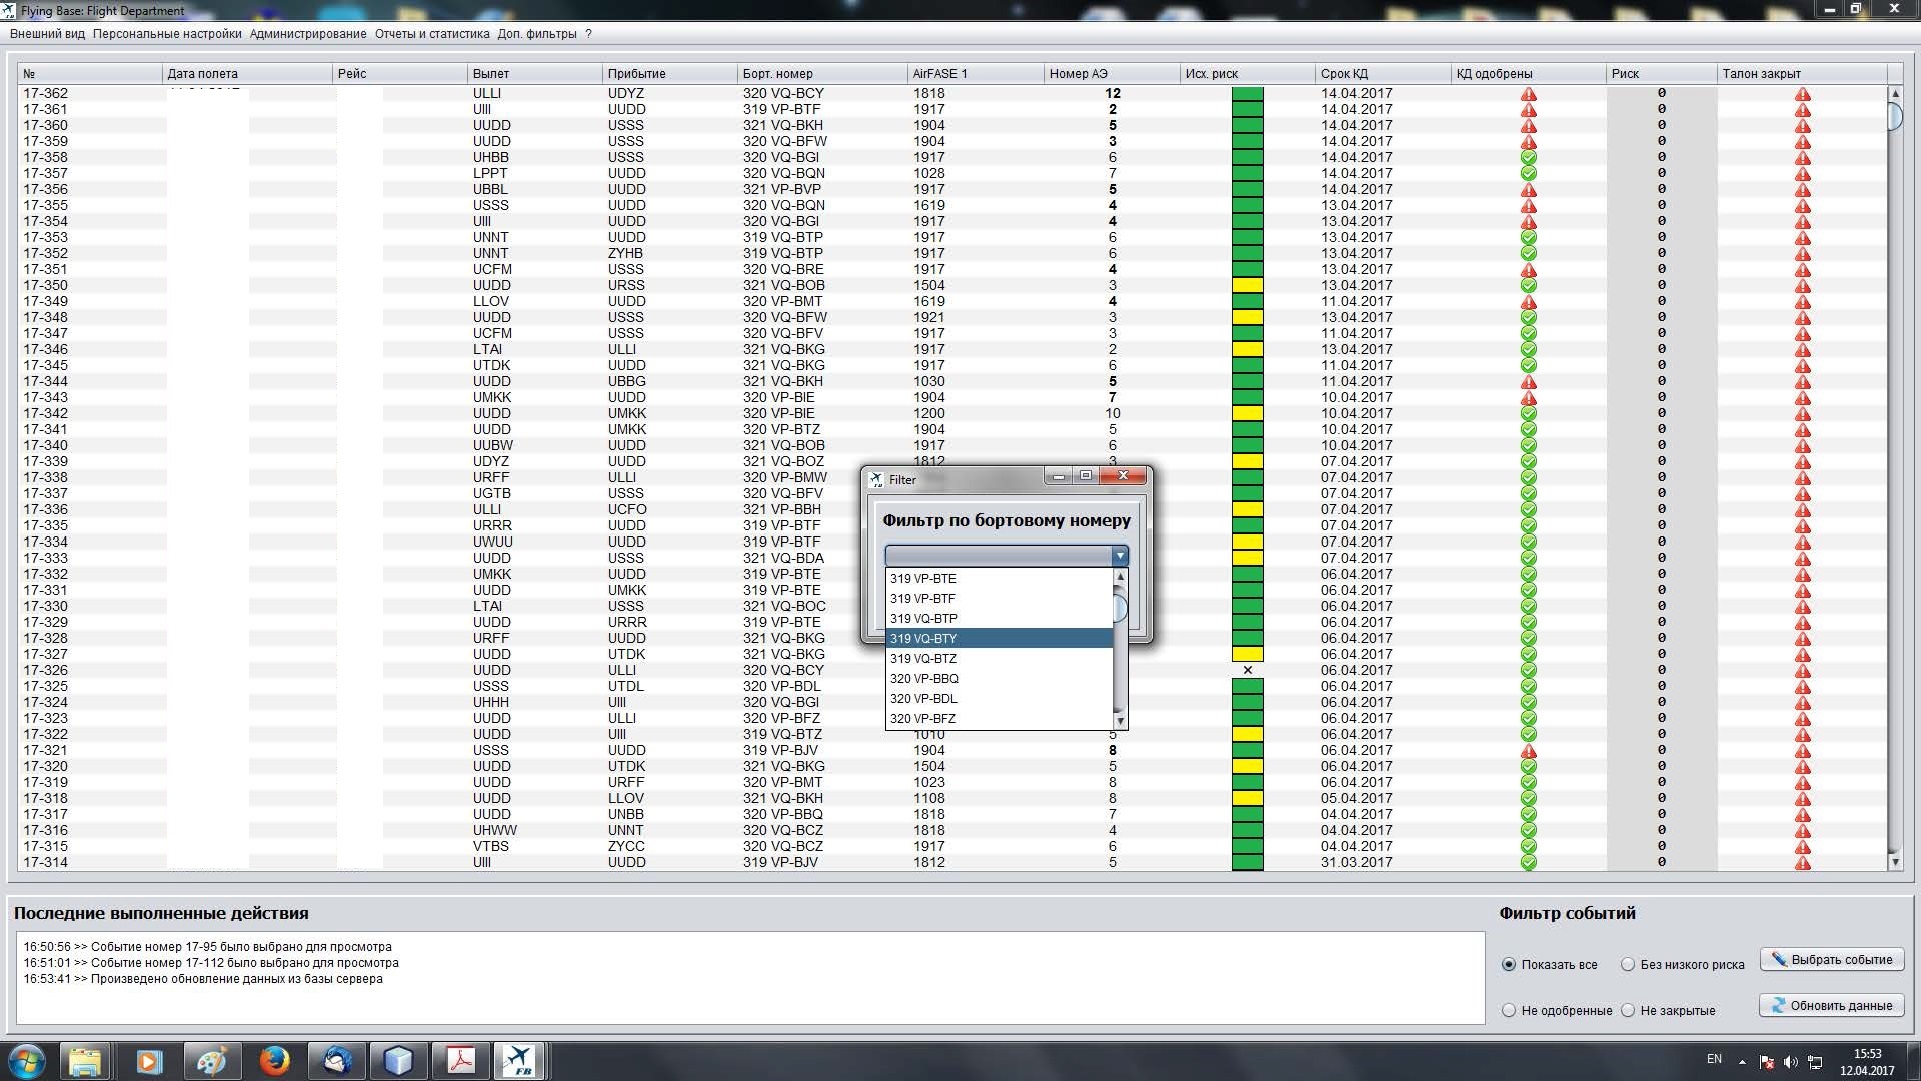 Flying Base: Flight Department
Внешний вид Персональные настройки Администрирование Отчеты и статистика Доп. фильтры ?
№ Дата полета Рейс Вылет Прибытие Борт. номер AirFASE 1 Номер АЭ Исх. риск Срок КД КД одобрены Риск Талон закрыт
17-362 ULLI UDYZ 320 VQ-BCY 1818 12 14.04.2017 0
17-361 UIII UUDD 319 VP-BTF 1917 2 14.04.2017 0
17-360 UUDD USSS 321 VQ-BKH 1904 5 14.04.2017 0
17-359 UUDD USSS 320 VQ-BFW 1904 3 14.04.2017 0
17-358 UHBB USSS 320 VQ-BGI 1917 6 14.04.2017 0
17-357 LPPT UUDD 320 VQ-BQN 1028 7 14.04.2017 0
17-356 UBBL UUDD 321 VP-BVP 1917 5 14.04.2017 0
17-355 USSS UUDD 320 VQ-BQN 1619 4 13.04.2017 0
17-354 UIII UUDD 320 VQ-BGI 1917 4 13.04.2017 0
17-353 UNNT UUDD 319 VQ-BTP 1917 6 13.04.2017 0
17-352 UNNT ZYHB 319 VQ-BTP 1917 6 13.04.2017 0
17-351 UCFM USSS 320 VQ-BRE 1917 4 13.04.2017 0
17-350 UUDD URSS 321 VQ-BOB 1504 3 13.04.2017 0
17-349 LLOV UUDD 320 VP-BMT 1619 4 11.04.2017 0
17-348 UUDD UUDD 320 VQ-BFW 1921 3 13.04.2017 0
17-347 UCFM USSS 320 VQ-BFV 1917 3 11.04.2017 0
17-346 LTAI ULLI 321 VQ-BKG 1917 2 13.04.2017 0
17-345 UTDK UUDD 321 VQ-BKG 1917 6 11.04.2017 0
17-344 UUDD UBBG 321 VQ-BKH 1030 5 11.04.2017 0
17-343 UMKK UUDD 320 VP-BIE 1904 7 10.04.2017 0
17-342 UUDD UMKK 320 VP-BIE 1200 10 10.04.2017 0
17-341 UUDD UMKK 320 VP-BTZ 1904 5 10.04.2017 0
17-340 UUBW UUDD 321 VQ-BOB 1917 6 10.04.2017 0
17-339 UDYZ UUDD 321 VQ-BOZ 1812 3 07.04.2017 0
17-338 URFF ULLI 320 VP-BMW 07.04.2017 0
17-337 UGTB USSS 320 VQ-BFV 07.04.2017 0
17-336 ULLI UCFO 321 VP-BBH 07.04.2017 0
17-335 URRR UUDD 319 VP-BTF 07.04.2017 0
17-334 UWUU UUDD 319 VP-BTF 07.04.2017 0
17-333 UUDD USSS 321 VQ-BDA 07.04.2017 0
17-332 UMKK UUDD 319 VP-BTE 06.04.2017 0
17-331 UUDD UMKK 319 VP-BTE 06.04.2017 0
17-330 LTAI USSS 321 VQ-BOC 06.04.2017 0
17-329 UUDD URRR 319 VP-BTE 06.04.2017 0
17-328 URFF UUDD 321 VQ-BKG 06.04.2017 0
17-327 UUDD UTDK 321 VQ-BKG 06.04.2017 0
17-326 UUDD ULLI 320 VQ-BCY × 06.04.2017 0
17-325 USSS UTDL 320 VP-BDL 06.04.2017 0
17-324 UHHH UIII 320 VQ-BGI 06.04.2017 0
17-323 UUDD ULLI 320 VP-BFZ 06.04.2017 0
17-322 UUDD UIII 319 VQ-BTZ 1010 5 06.04.2017 0
17-321 USSS UUDD 319 VP-BJV 1904 8 06.04.2017 0
17-320 UUDD UTDK 321 VQ-BKG 1504 5 06.04.2017 0
17-319 UUDD URFF 320 VP-BMT 1023 8 06.04.2017 0
17-318 UUDD LLOV 321 VQ-BKH 1108 8 05.04.2017 0
17-317 UUDD UNBB 320 VP-BBQ 1818 7 04.04.2017 0
17-316 UHWW UNNT 320 VQ-BCZ 1818 4 04.04.2017 0
17-315 VTBS ZYCC 320 VQ-BCZ 1917 6 04.04.2017 0
17-314 UIII UUDD 319 VP-BJV 1812 5 31.03.2017 0
Filter
Фильтр по бортовому номеру
319 VP-BTE
319 VP-BTF
319 VQ-BTP
319 VQ-BTY
319 VQ-BTZ
320 VP-BBQ
320 VP-BDL
320 VP-BFZ
Последние выполненные действия
16:50:56 >> Событие номер 17-95 было выбрано для просмотра
16:51:01 >> Событие номер 17-112 было выбрано для просмотра
16:53:41 >> Произведено обновление данных из базы сервера
Фильтр событий
Показать все Без низкого риска Выбрать событие
Не одобренные Не закрытые Обновить данные
FB
EN
15:53
12.04.2017